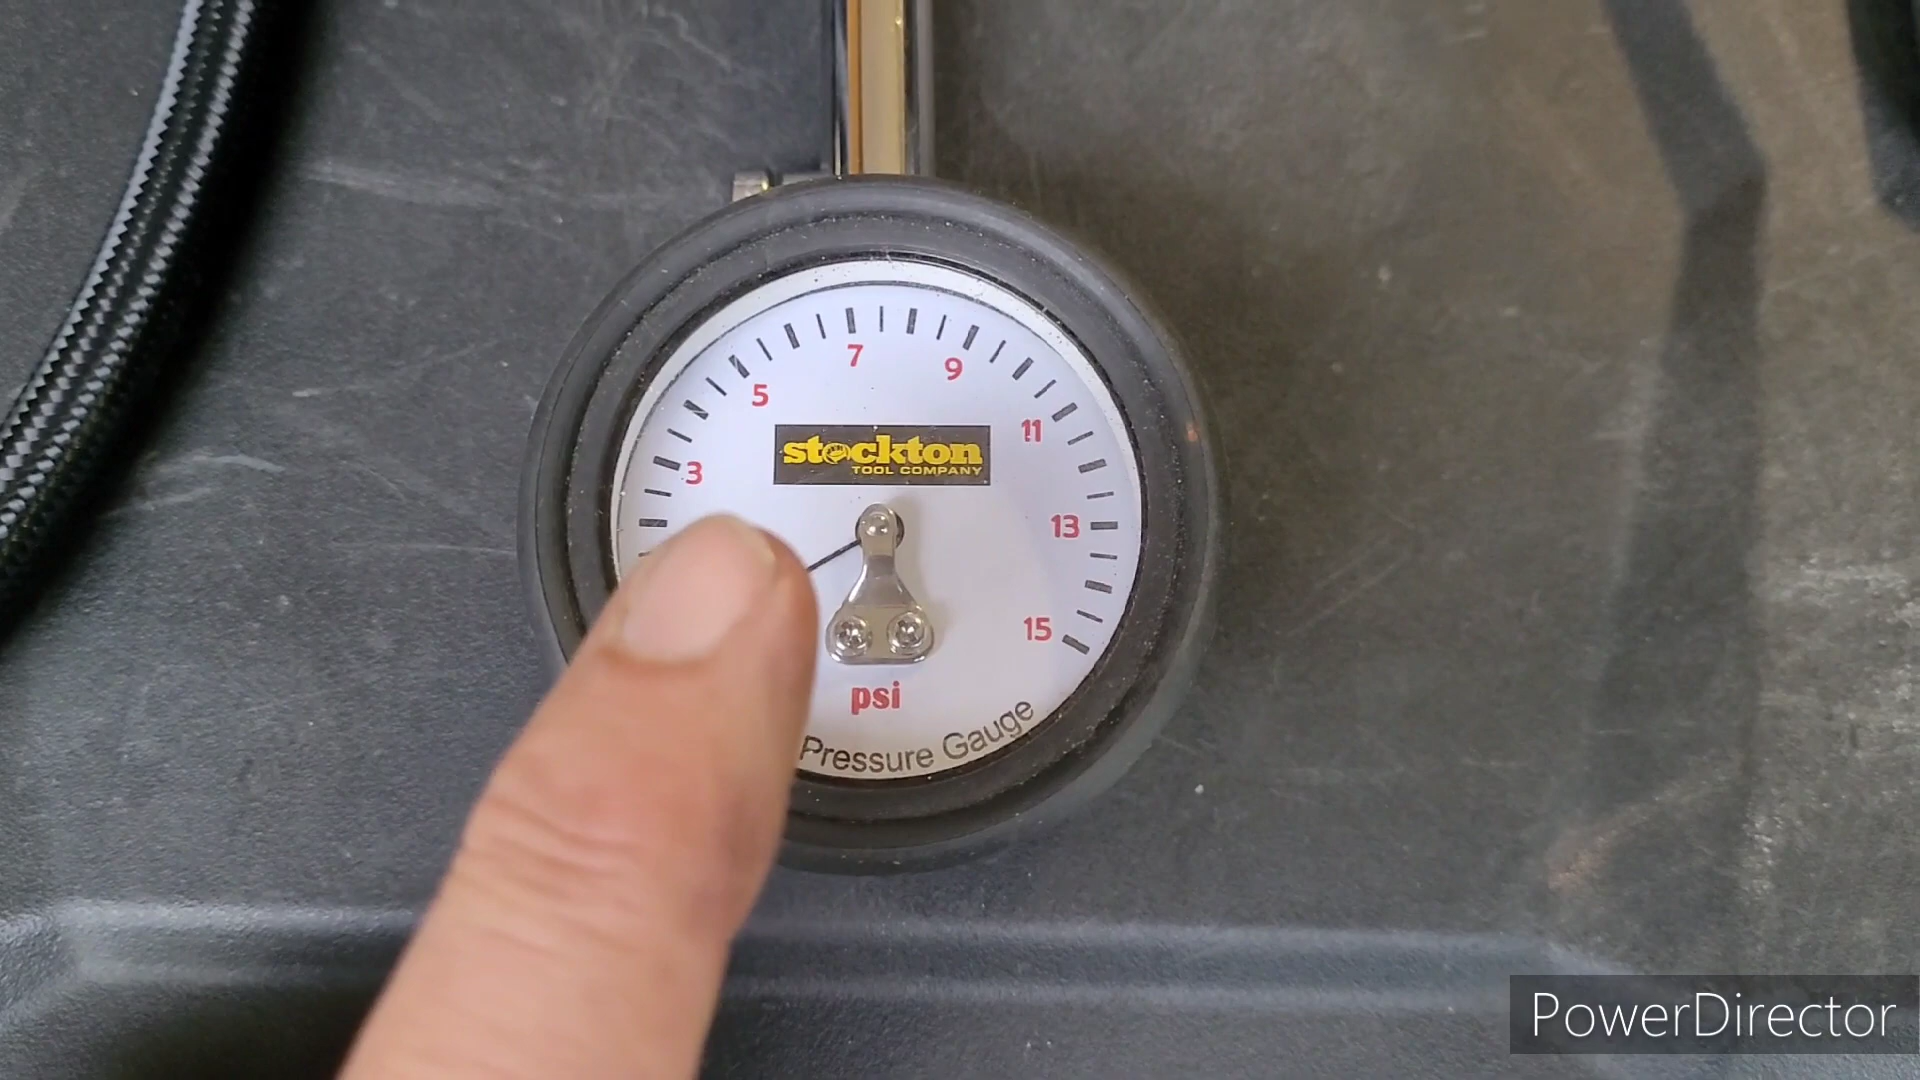 7
9
5
11
3
stockton
TOOL COMPANY
13
15
psi
Pressure Gauge
PowerDirector